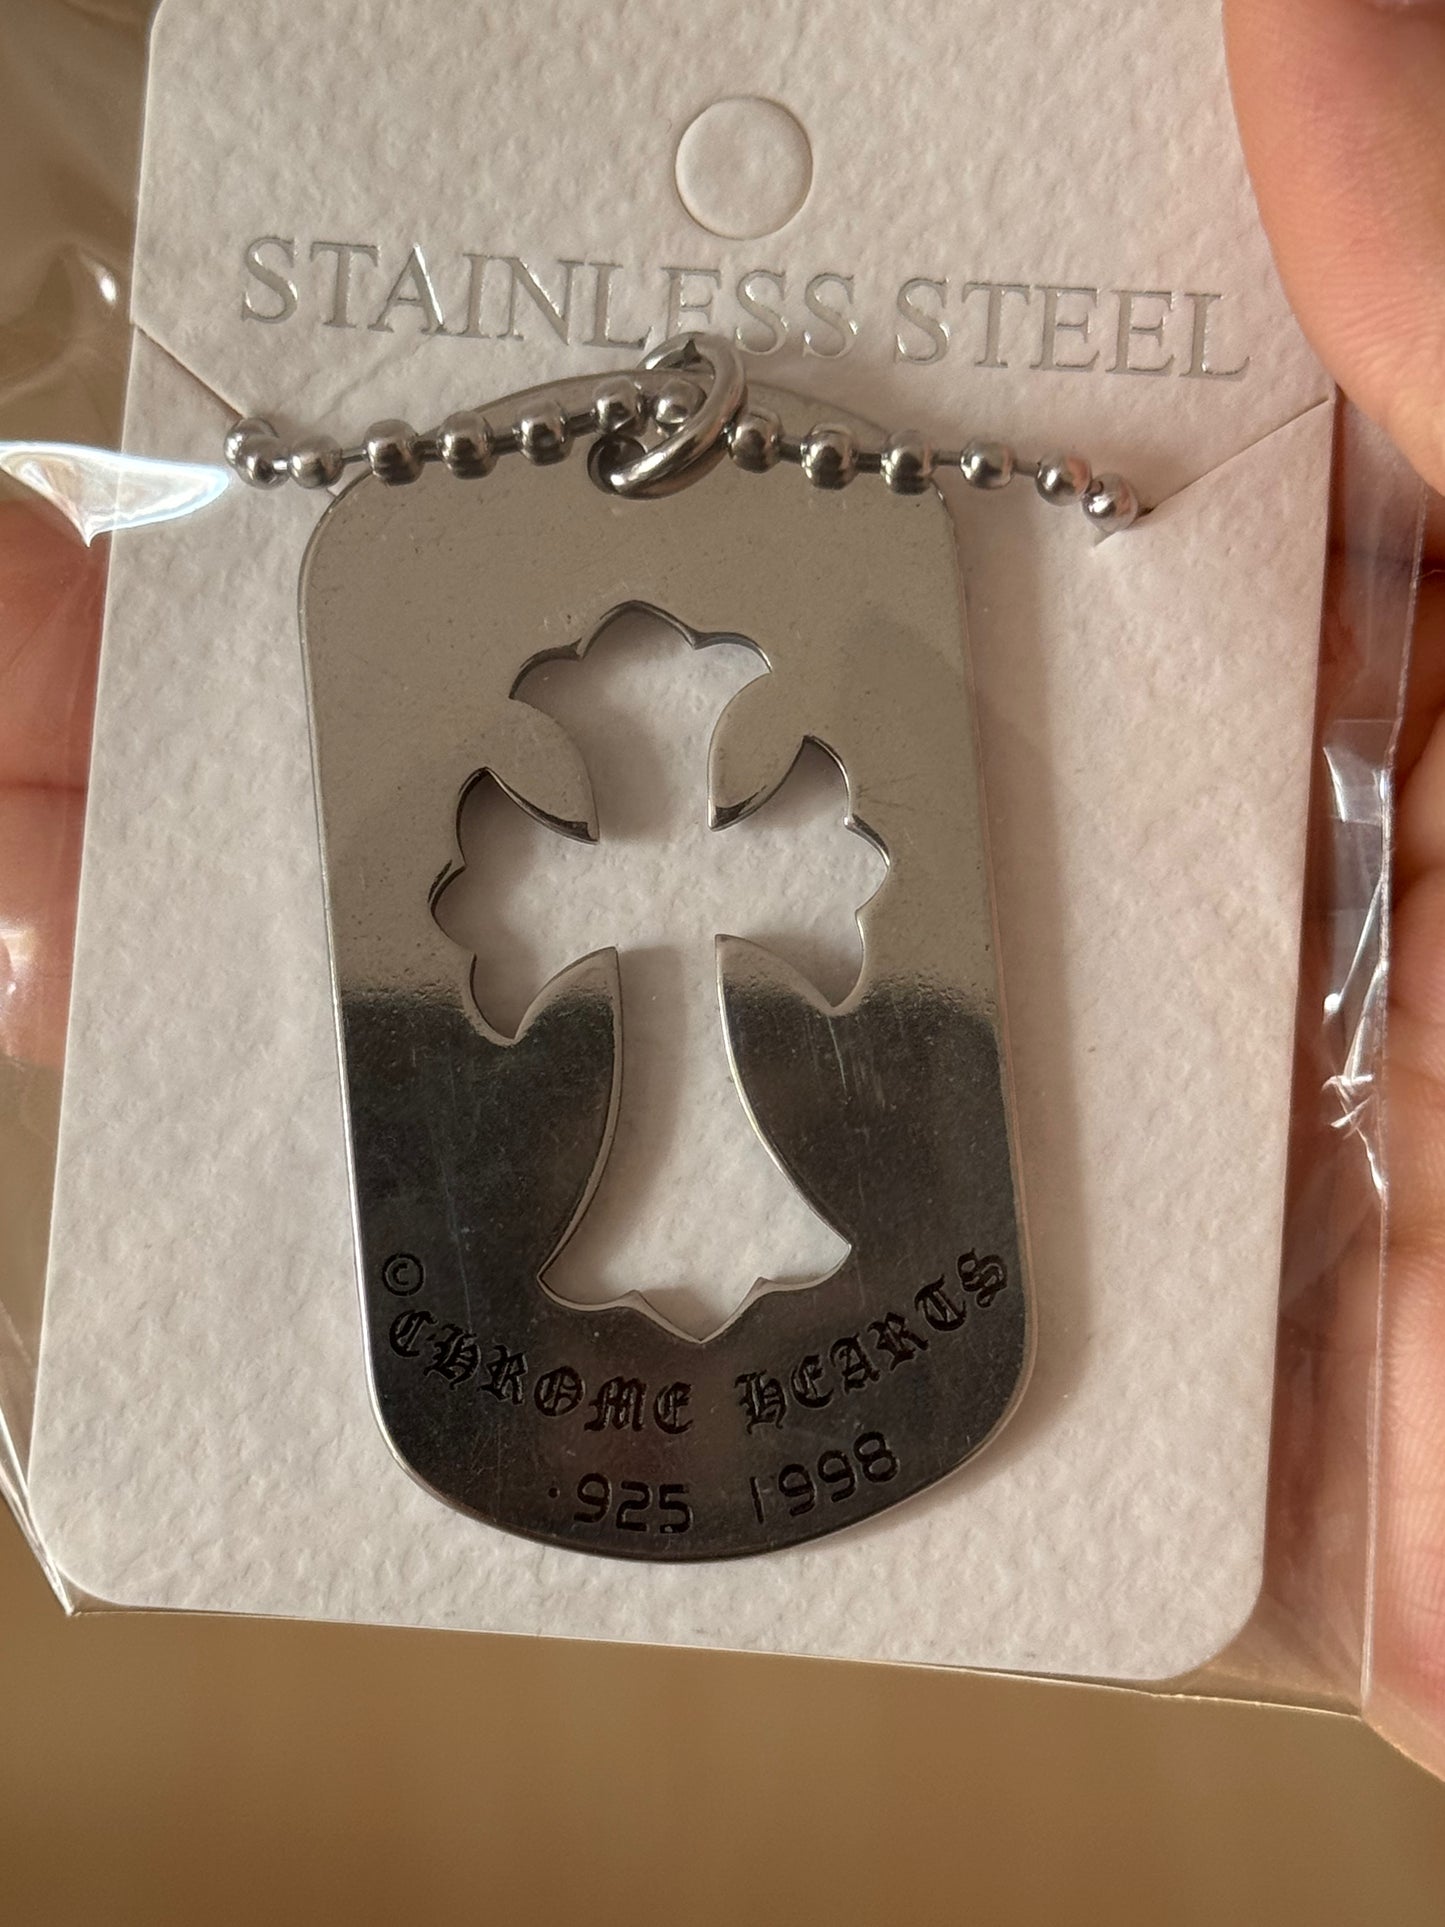 STAINLESS STEEL
© CHROME HEARTS
.925 1998